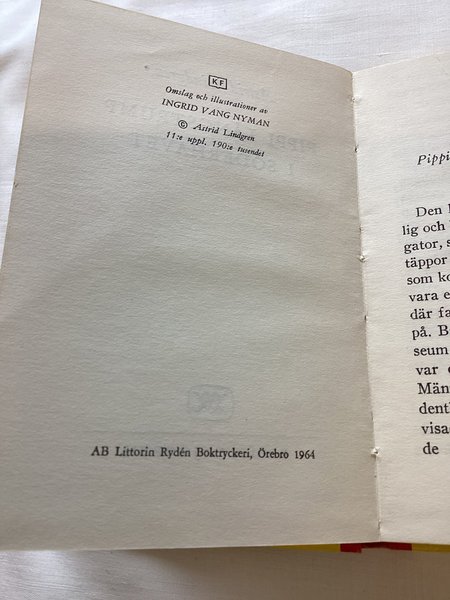 KF
Omslag och illustrationer av
INGRID VANG NYMAN
© Astrid Lindgren
11:e uppl. 190:e tusendet
AB Littorin Rydén Boktryckeri, Örebro 1964
Pippi
Den
lig och
gator, s
täppor
som ko
vara e
där fa
på. B
seum
var
Män
dentl
visa
de